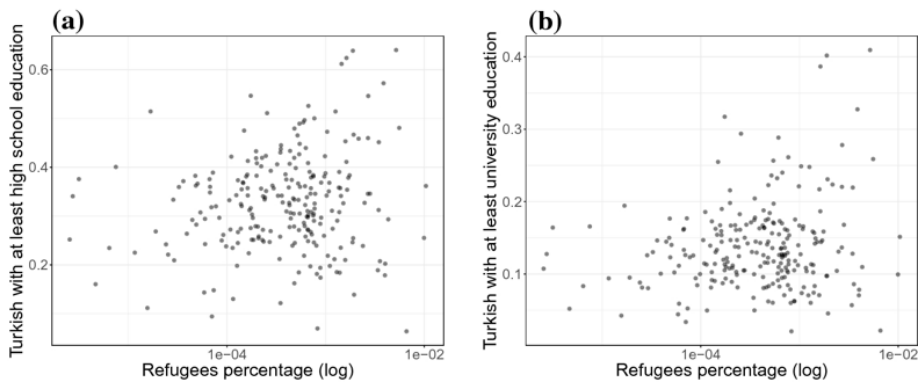 (a)
Turkish with at least high school education
0.6
0.4
0.2
1e-04
1e-02
Refugees percentage (log)
(b)
Turkish with at least university education
0.4
0.3
0.2
0.1
1e-04
1e-02
Refugees percentage (log)